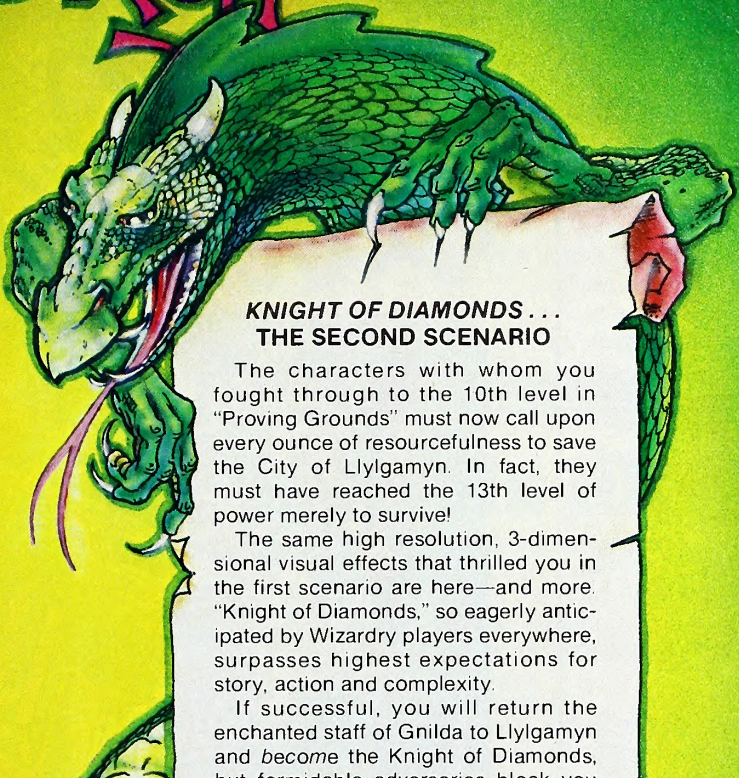 KNIGHT OF DIAMONDS...
THE SECOND SCENARIO
The characters with whom you
fought through to the 10th level in
“Proving Grounds” must now call upon
every ounce of resourcefulness to save
the City of Llylgamyn. In fact, they
must have reached the 13th level of
power merely to survive!
The same high resolution, 3-dimen-
sional visual effects that thrilled you in
the first scenario are here—and more.
“Knight of Diamonds,” so eagerly antic-
ipated by Wizardry players everywhere,
surpasses highest expectations for
story, action and complexity.
If successful, you will return the
enchanted staff of Gnilda to Llylgamyn
and become the Knight of Diamonds,
but formidable adversaries block you